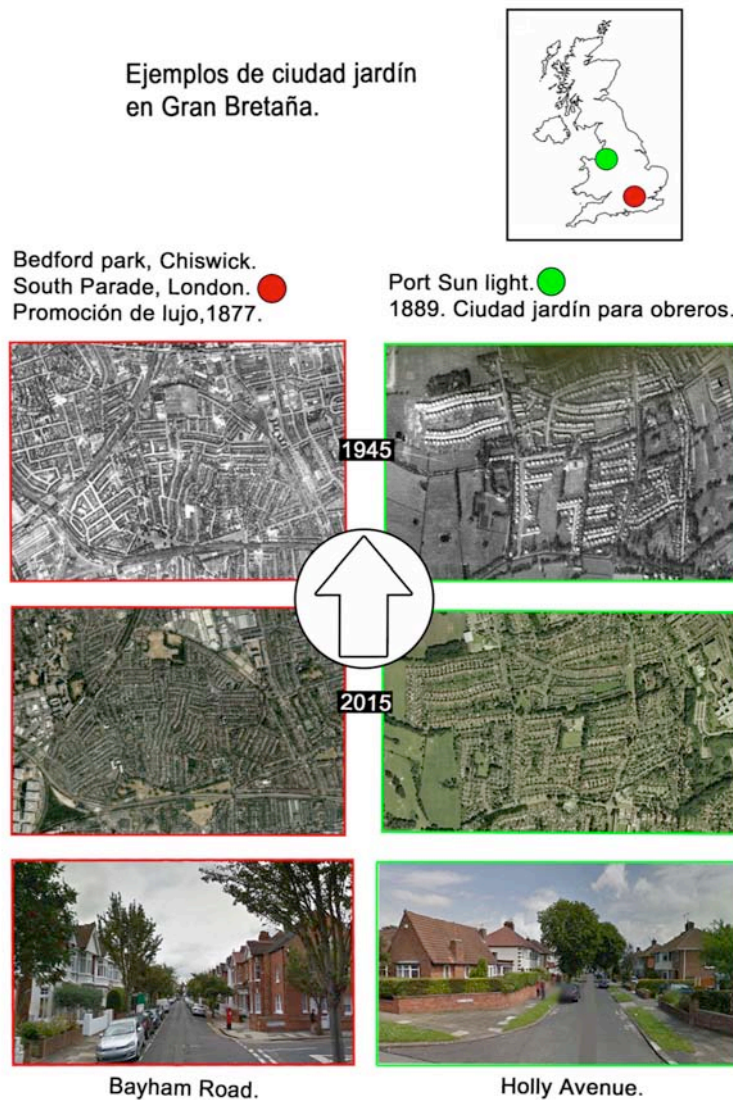 Ejemplos de ciudad jardín
en Gran Bretaña.
Bedford park, Chiswick.
South Parade, London.
Promoción de lujo,1877.
Port Sun light.
1889. Ciudad jardín para obreros.
1945
2015
Bayham Road.
Holly Avenue.